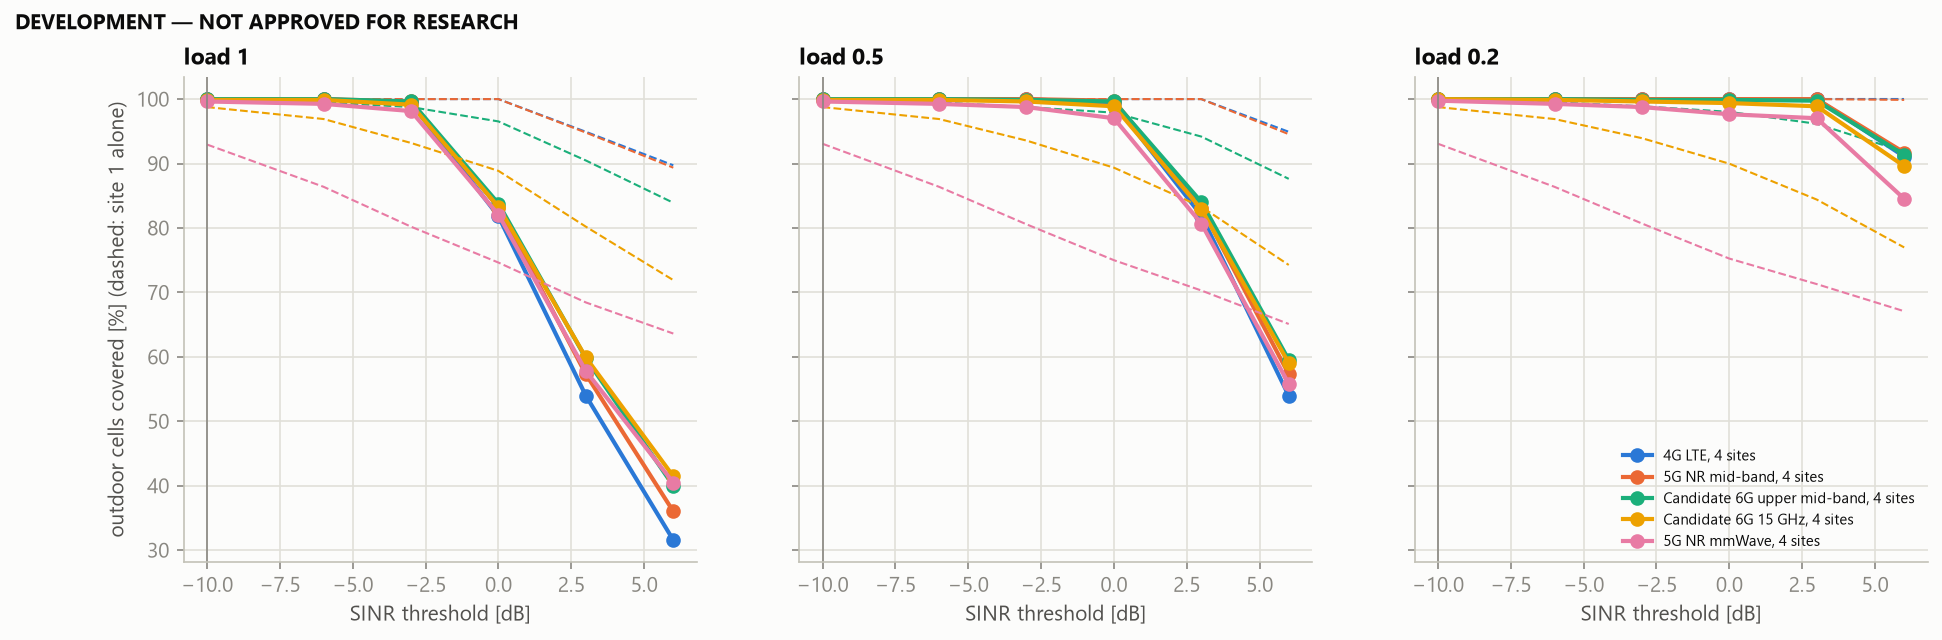 DEVELOPMENT — NOT APPROVED FOR RESEARCH
load 1
load 0.5
load 0.2
outdoor cells covered [%] (dashed: site 1 alone)
100
90
80
70
60
50
40
30
−10.0 −7.5 −5.0 −2.5 0.0 2.5 5.0
SINR threshold [dB]
−10.0 −7.5 −5.0 −2.5 0.0 2.5 5.0
SINR threshold [dB]
4G LTE, 4 sites
5G NR mid-band, 4 sites
Candidate 6G upper mid-band, 4 sites
Candidate 6G 15 GHz, 4 sites
5G NR mmWave, 4 sites
−10.0 −7.5 −5.0 −2.5 0.0 2.5 5.0
SINR threshold [dB]